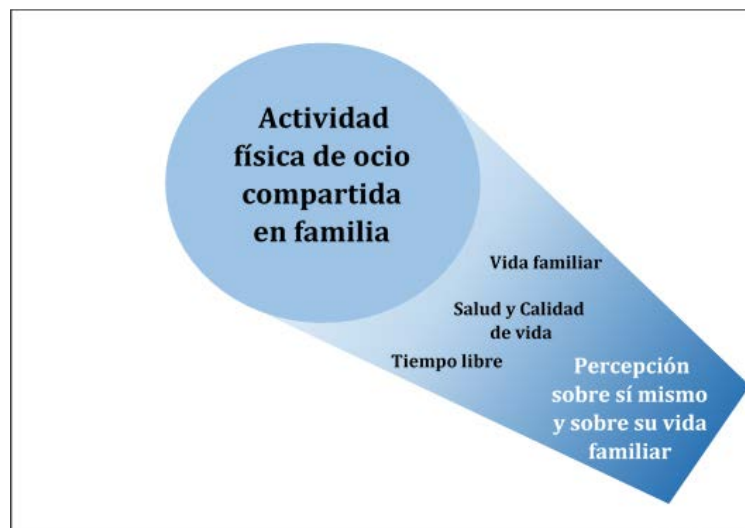 Actividad
física de ocio
compartida
en familia
Vida familiar
Salud y Calidad
de vida
Tiempo libre
Percepción
sobre sí mismo
y sobre su vida
familiar